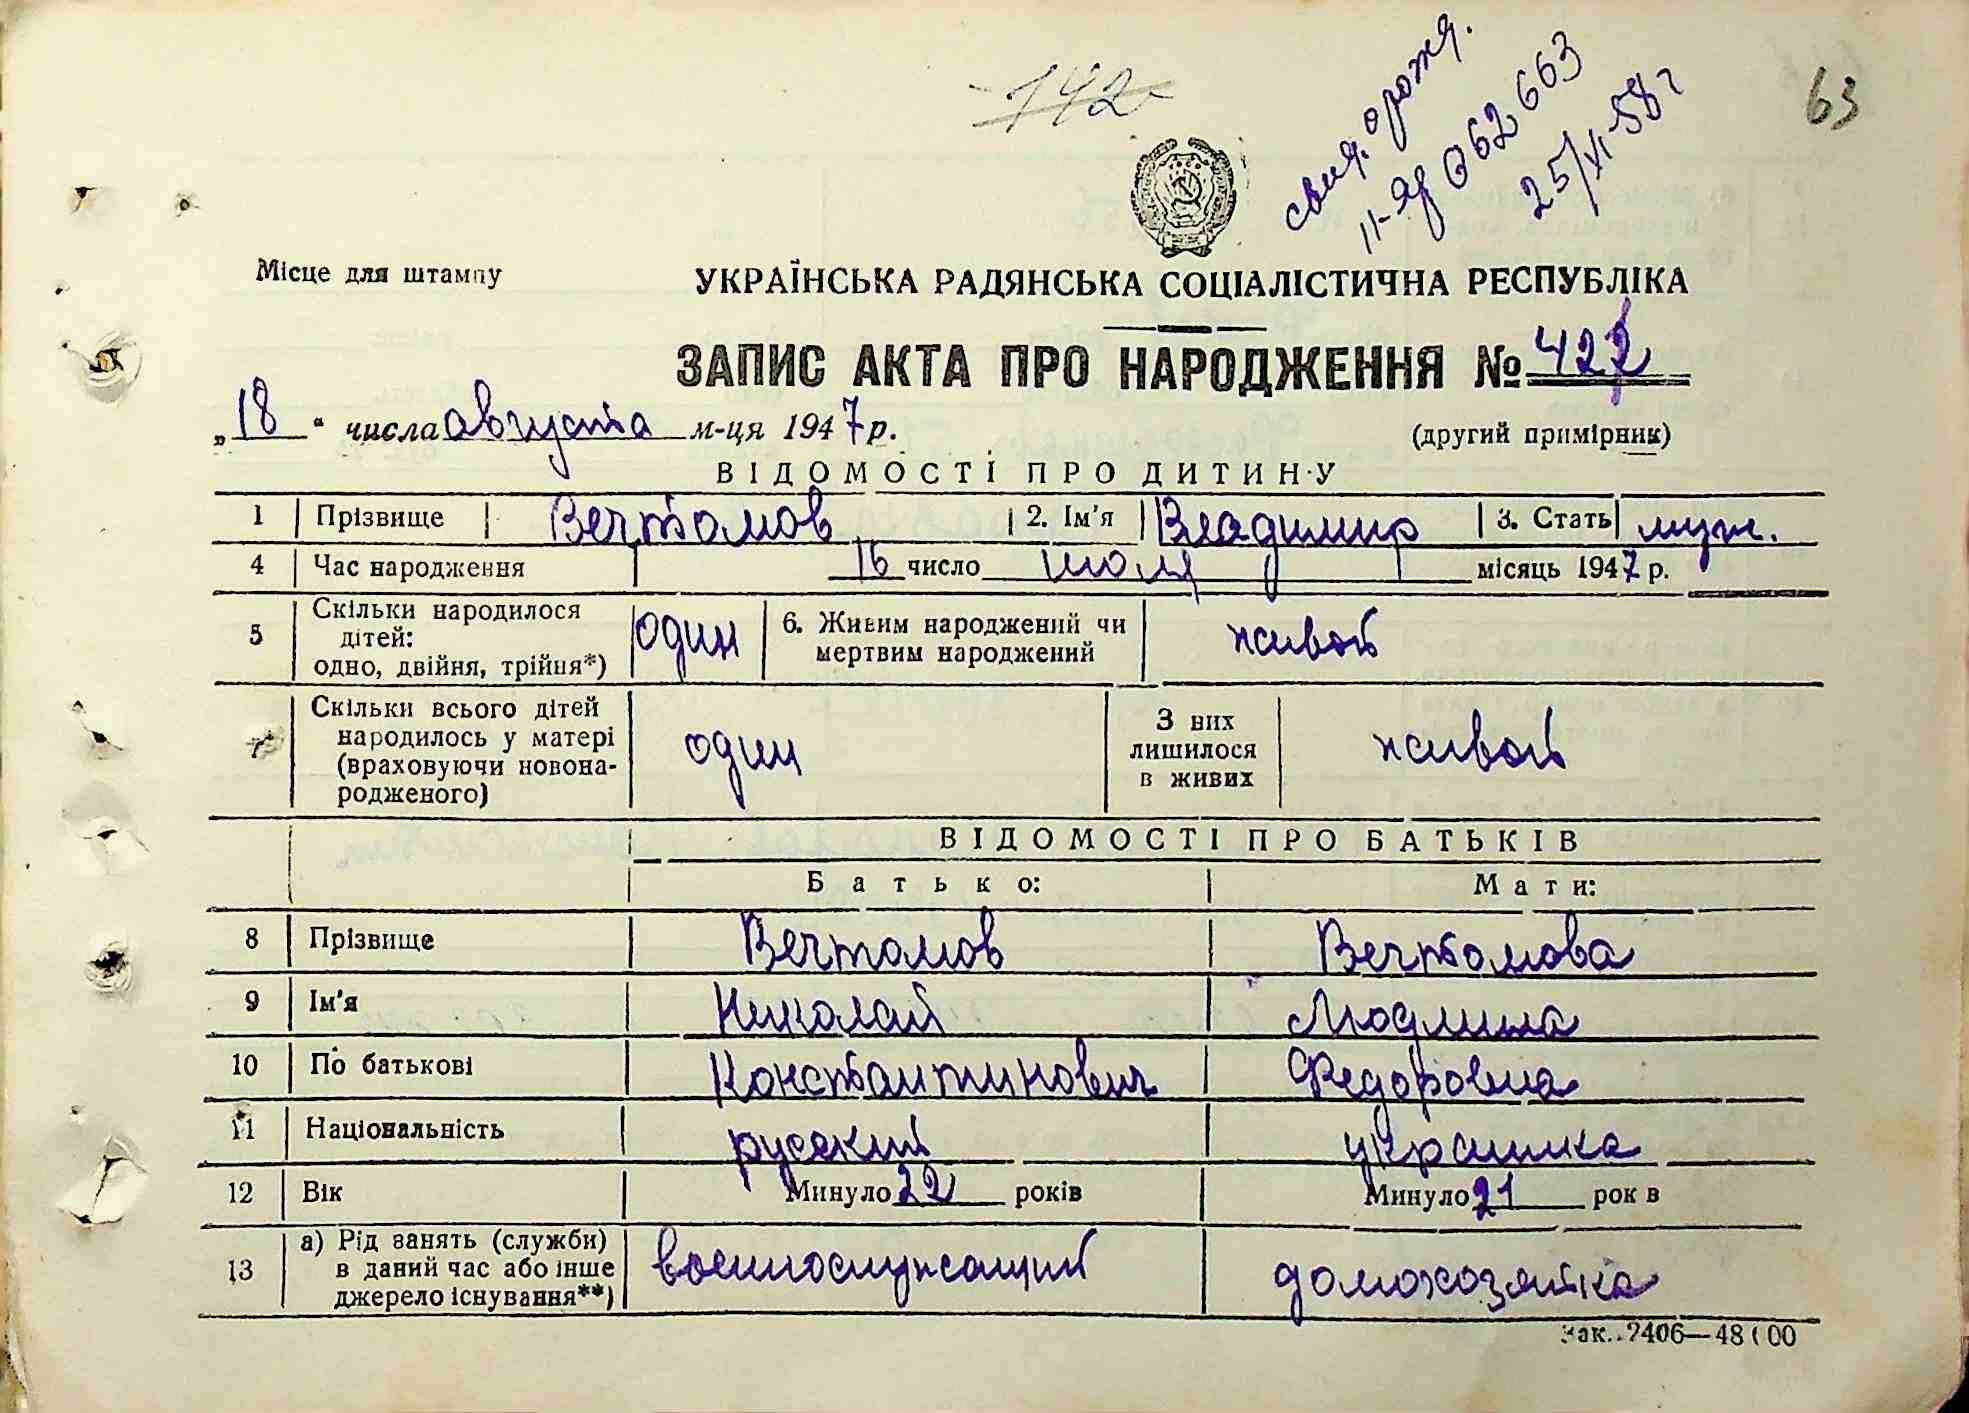 142
63
свид. о рожд.
II-ЯД 062663
25/XI-58 г
Місце для штампу
УКРАЇНСЬКА РАДЯНСЬКА СОЦІАЛІСТИЧНА РЕСПУБЛІКА
ЗАПИС АКТА ПРО НАРОДЖЕННЯ № 422
„18“ числа августа м-ця 1947 р.
(другий примірник)
ВІДОМОСТІ ПРО ДИТИНУ
1 Прізвище Вечтомов 2. Ім'я Владимир 3. Стать муж.
4 Час народження 16 число июля місяць 1947 р.
5 Скільки народилося дітей: одно, двійня, трійня*) один 6. Живим народжений чи мертвим народжений живой
7 Скільки всього дітей народилось у матері (враховуючи новонародженого) один З них лишилося в живих живой
ВІДОМОСТІ ПРО БАТЬКІВ
Батько: Мати:
8 Прізвище Вечтомов Вечтомова
9 Ім'я Николай Людмила
10 По батькові Константинович Федоровна
11 Національність русский украинка
12 Вік Минуло 22 років Минуло 21 рок в
13 а) Рід занять (служби) в даний час або інше джерело існування**) военнослужащий домохозяйка
Зак. 2406—48 000